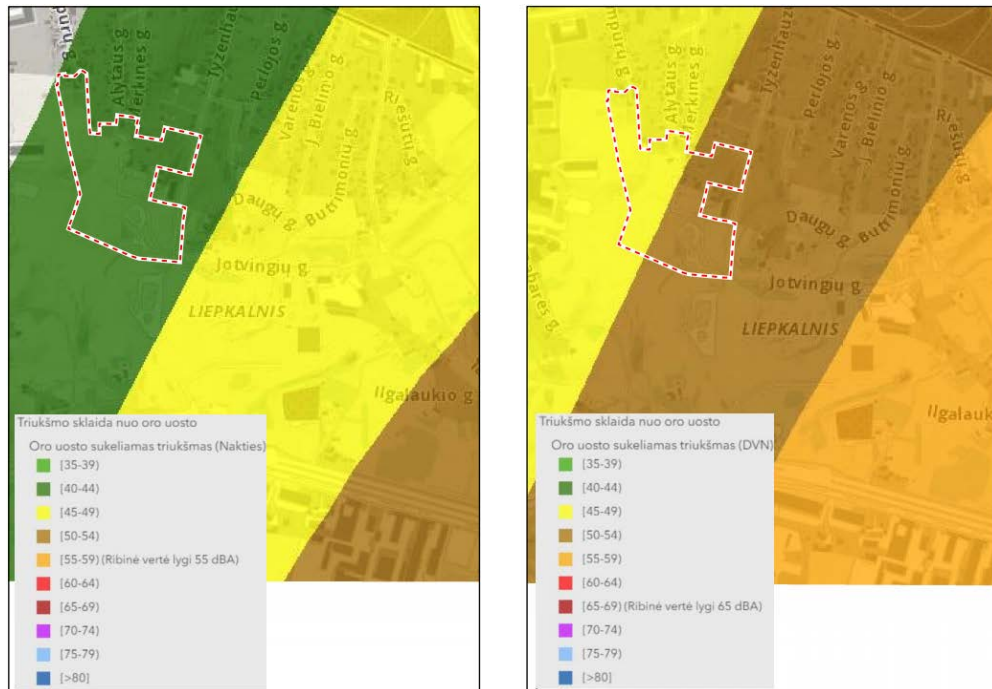 Alytaus g.
Merkinės g.
Perlojos g.
Varėnos g.
J. Bielinio g.
Riešutų g.
Daugų g.
Butrimonių g.
Jotvingių g.
LIEPKALNIS
Ilgalaukio g.
Triukšmo sklaida nuo oro uosto
Oro uosto sukeliamas triukšmas (Nakties)
[35-39)
[40-44)
[45-49)
[50-54)
[55-59) (Ribinė vertė lygi 55 dBA)
[60-64)
[65-69)
[70-74)
[75-79)
[>80]
Alytaus g.
Merkinės g.
Perlojos g.
Varėnos g.
J. Bielinio g.
Riešutų g.
Daugų g.
Butrimonių g.
Jotvingių g.
LIEPKALNIS
Ilgalauk
Triukšmo sklaida nuo oro uosto
Oro uosto sukeliamas triukšmas (DVN)
[35-39)
[40-44)
[45-49)
[50-54)
[55-59)
[60-64)
[65-69) (Ribinė vertė lygi 65 dBA)
[70-74)
[75-79)
[>80]